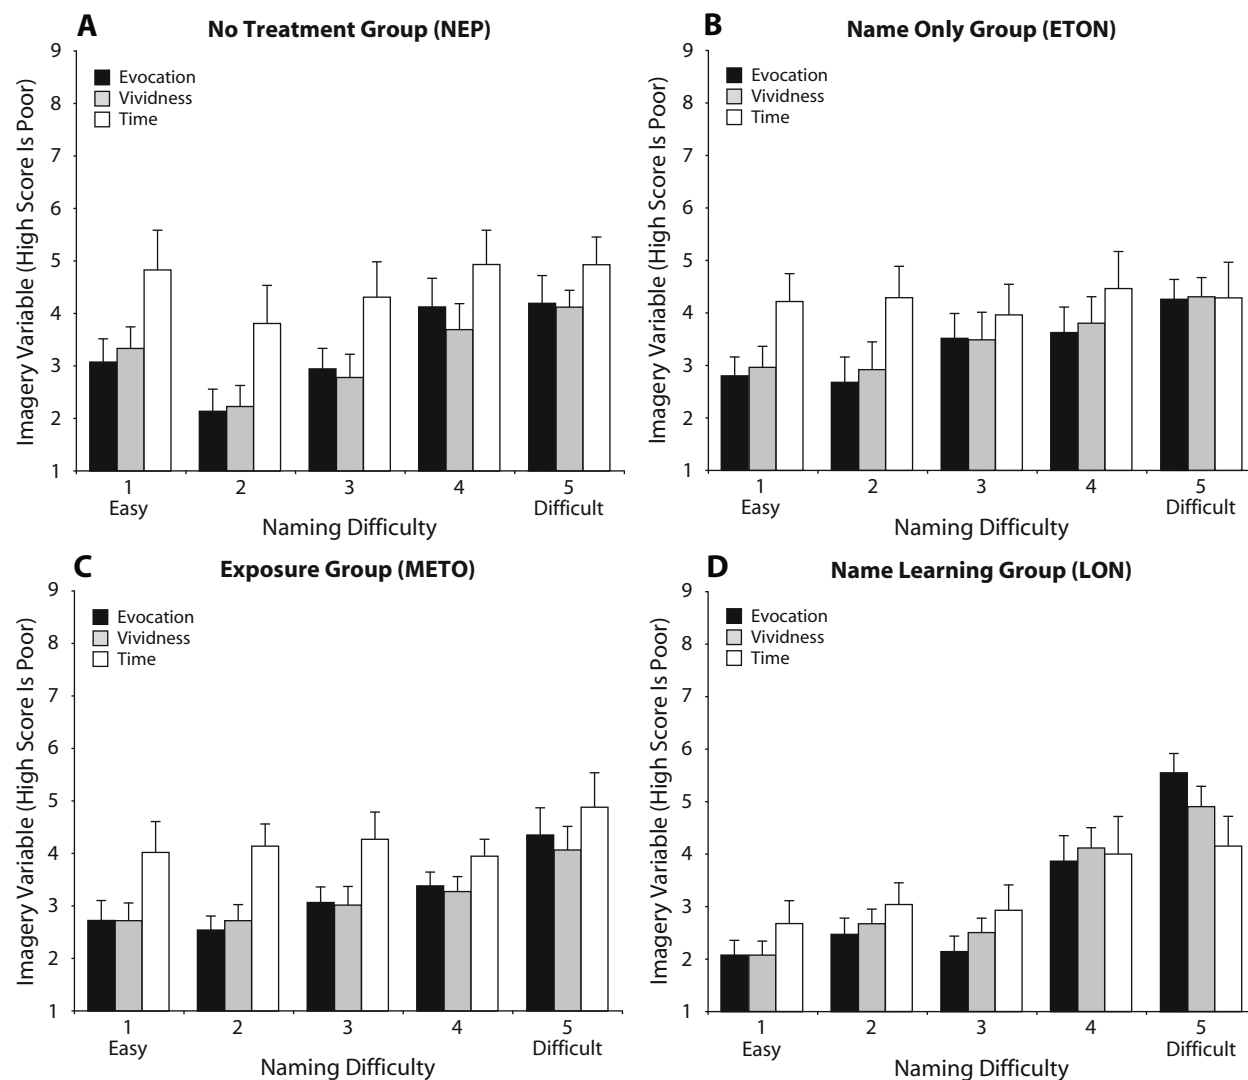 A
No Treatment Group (NEP)
Imagery Variable (High Score Is Poor)
9
8
7
6
5
4
3
2
1
Evocation
Vividness
Time
1 2 3 4 5
Easy Difficult
Naming Difficulty
B
Name Only Group (ETON)
Imagery Variable (High Score Is Poor)
9
8
7
6
5
4
3
2
1
Evocation
Vividness
Time
1 2 3 4 5
Easy Difficult
Naming Difficulty
C
Exposure Group (METO)
Imagery Variable (High Score Is Poor)
9
8
7
6
5
4
3
2
1
Evocation
Vividness
Time
1 2 3 4 5
Easy Difficult
Naming Difficulty
D
Name Learning Group (LON)
Imagery Variable (High Score Is Poor)
9
8
7
6
5
4
3
2
1
Evocation
Vividness
Time
1 2 3 4 5
Easy Difficult
Naming Difficulty